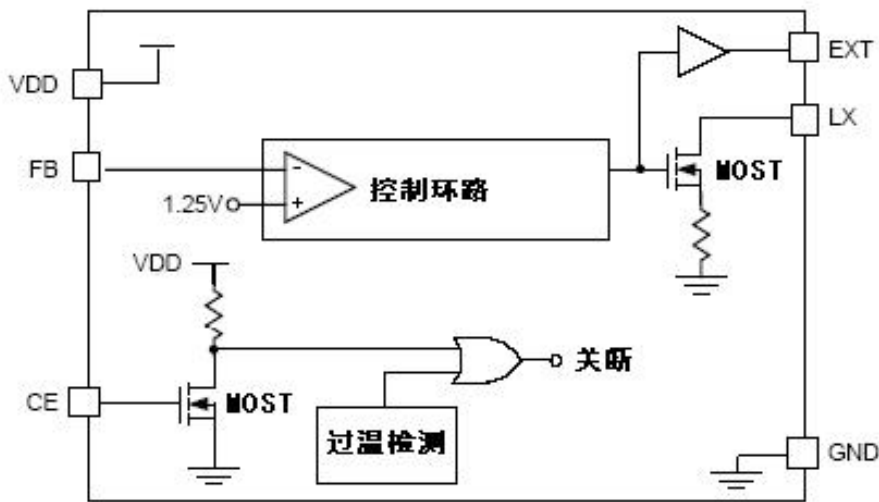 EXT
VDD
LX
FB
-
控制环路
MOST
1.25V
+
VDD
关断
CE
MOST
过温检测
GND